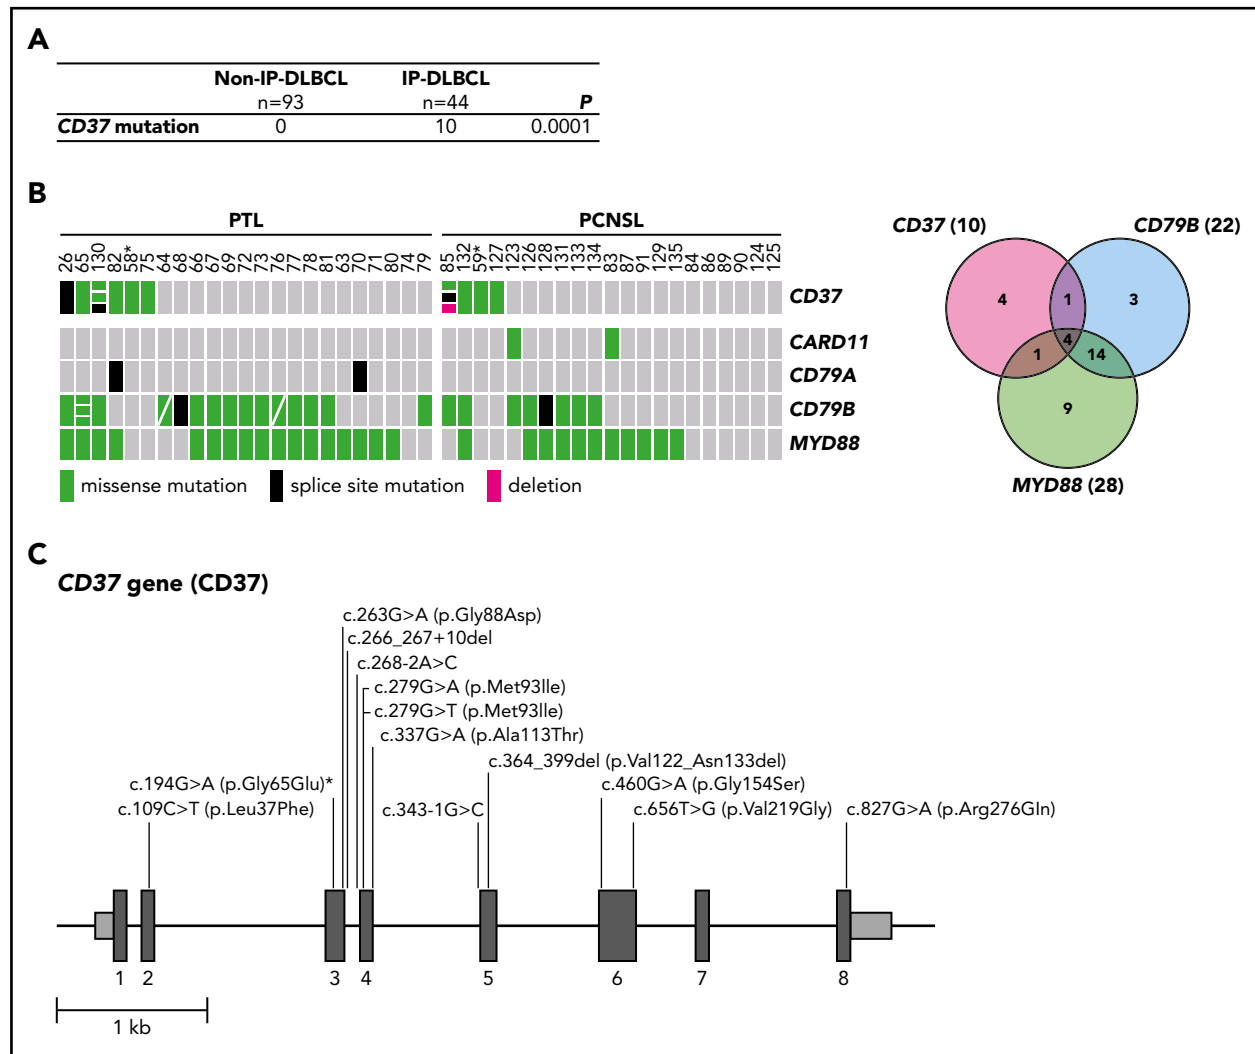 A
Non-IP-DLBCL IP-DLBCL
n=93 n=44 P
CD37 mutation 0 10 0.0001
B
PTL PCNSL
26 65 130 82 58* 75 64 68 66 67 69 72 73 76 77 78 81 63 70 71 80 74 79 85 132 59* 127 123 126 128 131 133 134 83 87 91 129 135 84 86 89 90 124 125
CD37
CARD11
CD79A
CD79B
MYD88
missense mutation splice site mutation deletion
CD37 (10) CD79B (22)
4 1 3
4
1 14
9
MYD88 (28)
C
CD37 gene (CD37)
c.263G>A (p.Gly88Asp)
c.266_267+10del
c.268-2A>C
c.279G>A (p.Met93Ile)
c.279G>T (p.Met93Ile)
c.337G>A (p.Ala113Thr)
c.364_399del (p.Val122_Asn133del)
c.194G>A (p.Gly65Glu)* c.460G>A (p.Gly154Ser)
c.109C>T (p.Leu37Phe) c.343-1G>C c.656T>G (p.Val219Gly) c.827G>A (p.Arg276Gln)
1 2 3 4 5 6 7 8
1 kb